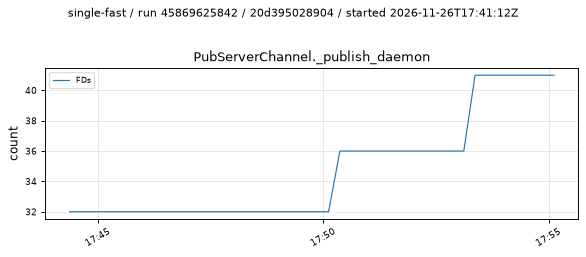 single-fast / run 45869625842 / 20d395028904 / started 2026-11-26T17:41:12Z
PubServerChannel._publish_daemon
FDs
count
40
38
36
34
32
17:45
17:50
17:55